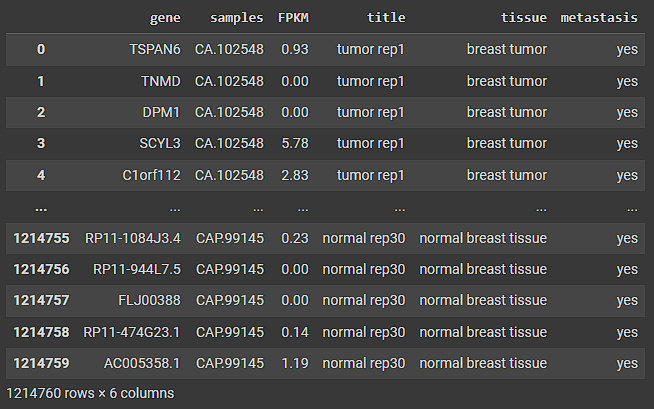 gene samples FPKM title tissue metastasis
0 TSPAN6 CA.102548 0.93 tumor rep1 breast tumor yes
1 TNMD CA.102548 0.00 tumor rep1 breast tumor yes
2 DPM1 CA.102548 0.00 tumor rep1 breast tumor yes
3 SCYL3 CA.102548 5.78 tumor rep1 breast tumor yes
4 C1orf112 CA.102548 2.83 tumor rep1 breast tumor yes
... ... ... ... ... ... ...
1214755 RP11-1084J3.4 CAP.99145 0.23 normal rep30 normal breast tissue yes
1214756 RP11-944L7.5 CAP.99145 0.00 normal rep30 normal breast tissue yes
1214757 FLJ00388 CAP.99145 0.00 normal rep30 normal breast tissue yes
1214758 RP11-474G23.1 CAP.99145 0.14 normal rep30 normal breast tissue yes
1214759 AC005358.1 CAP.99145 1.19 normal rep30 normal breast tissue yes
1214760 rows × 6 columns